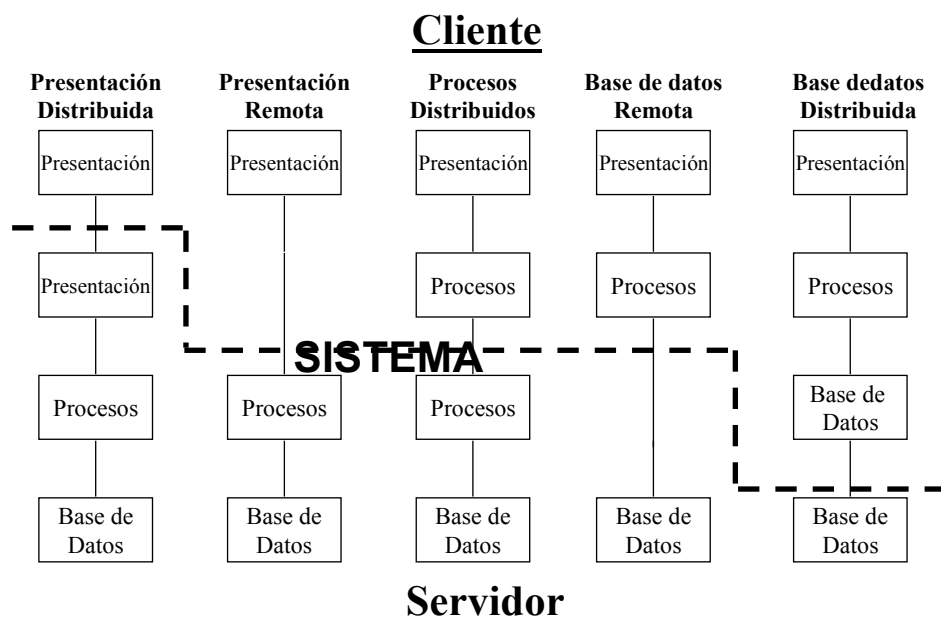 Cliente
Presentación
Distribuida
Presentación
Remota
Procesos
Distribuidos
Base de datos
Remota
Base dedatos
Distribuida
Presentación
Presentación
Presentación
Presentación
Presentación
Presentación
Procesos
Procesos
Procesos
SISTEMA
Procesos
Procesos
Procesos
Base de
Datos
Base de
Datos
Base de
Datos
Base de
Datos
Base de
Datos
Base de
Datos
Servidor